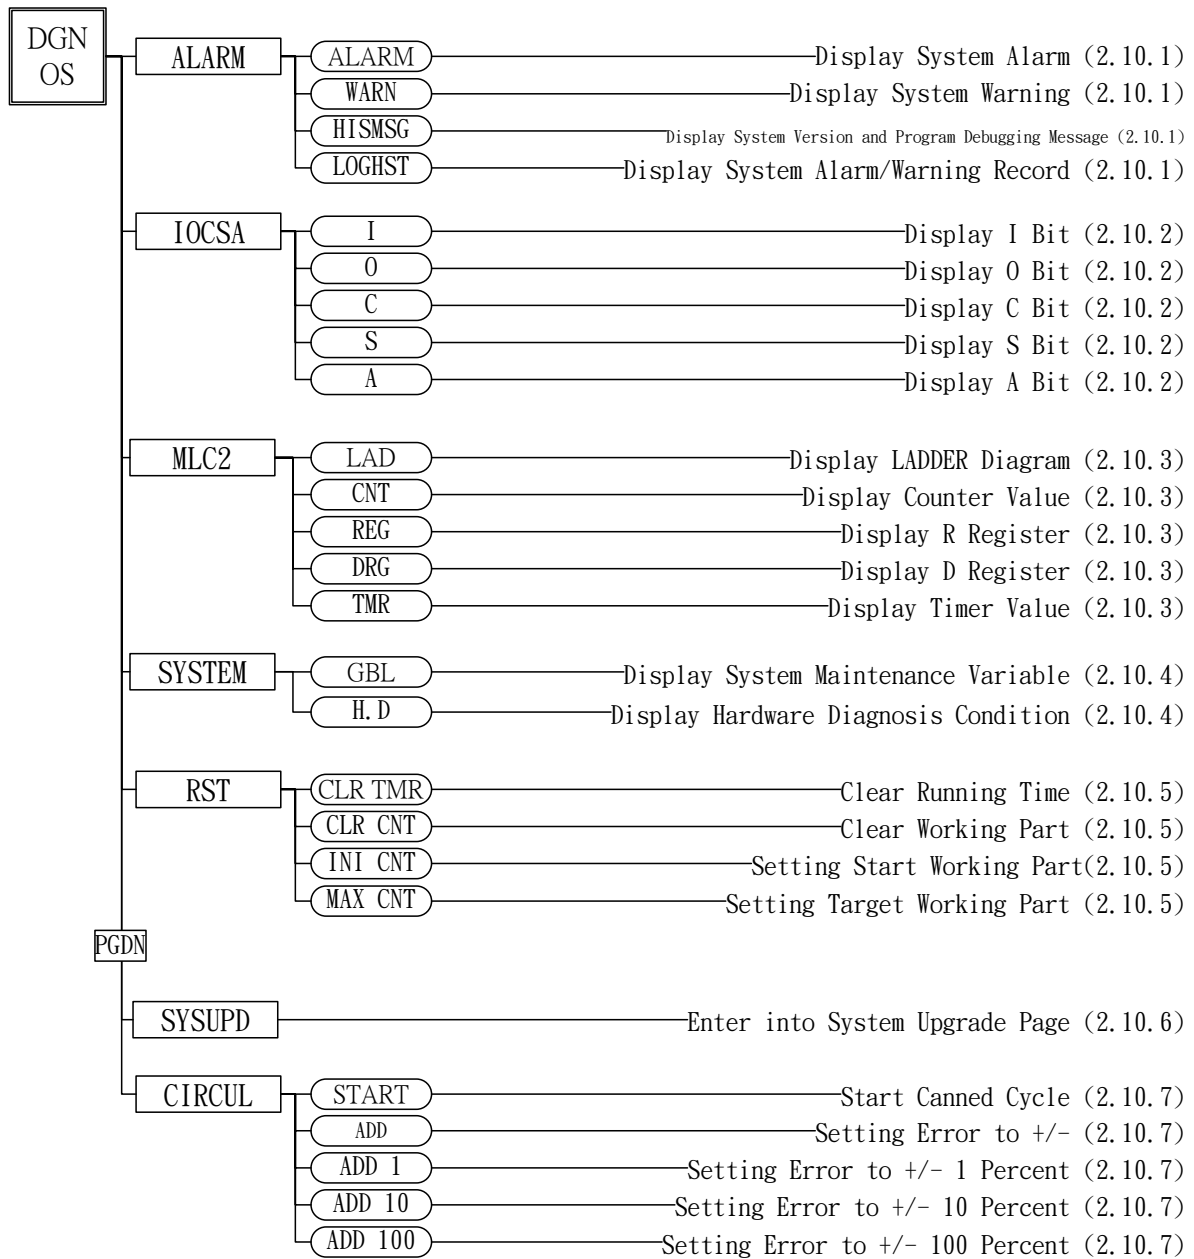 DGN
OS
ALARM
ALARM
Display System Alarm (2.10.1)
WARN
Display System Warning (2.10.1)
HISMSG
Display System Version and Program Debugging Message (2.10.1)
LOGHST
Display System Alarm/Warning Record (2.10.1)
IOCSA
I
Display I Bit (2.10.2)
O
Display O Bit (2.10.2)
C
Display C Bit (2.10.2)
S
Display S Bit (2.10.2)
A
Display A Bit (2.10.2)
MLC2
LAD
Display LADDER Diagram (2.10.3)
CNT
Display Counter Value (2.10.3)
REG
Display R Register (2.10.3)
DRG
Display D Register (2.10.3)
TMR
Display Timer Value (2.10.3)
SYSTEM
GBL
Display System Maintenance Variable (2.10.4)
H.D
Display Hardware Diagnosis Condition (2.10.4)
RST
CLR TMR
Clear Running Time (2.10.5)
CLR CNT
Clear Working Part (2.10.5)
INI CNT
Setting Start Working Part(2.10.5)
MAX CNT
Setting Target Working Part (2.10.5)
PGDN
SYSUPD
Enter into System Upgrade Page (2.10.6)
CIRCUL
START
Start Canned Cycle (2.10.7)
ADD
Setting Error to +/- (2.10.7)
ADD 1
Setting Error to +/- 1 Percent (2.10.7)
ADD 10
Setting Error to +/- 10 Percent (2.10.7)
ADD 100
Setting Error to +/- 100 Percent (2.10.7)